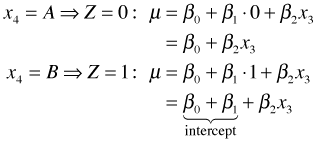 x₄ = A ⇒ Z = 0: μ = β₀ + β₁ · 0 + β₂x₃
= β₀ + β₂x₃
x₄ = B ⇒ Z = 1: μ = β₀ + β₁ · 1 + β₂x₃
= β₀ + β₁ + β₂x₃
intercept